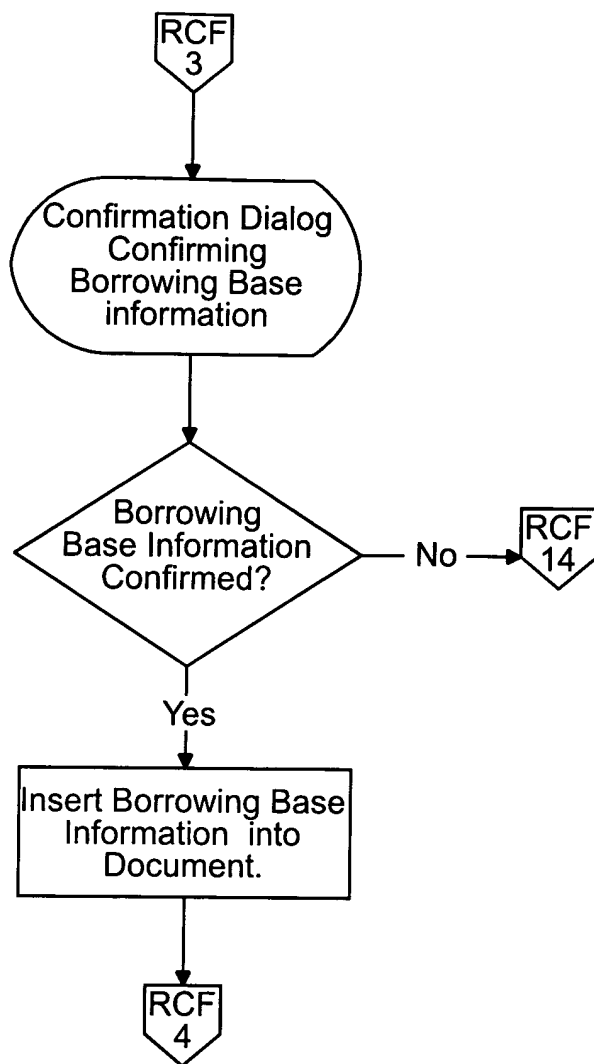 RCF
3
Confirmation Dialog
Confirming
Borrowing Base
information
Borrowing
Base Information
Confirmed?
No
RCF
14
Yes
Insert Borrowing Base
Information into
Document.
RCF
4